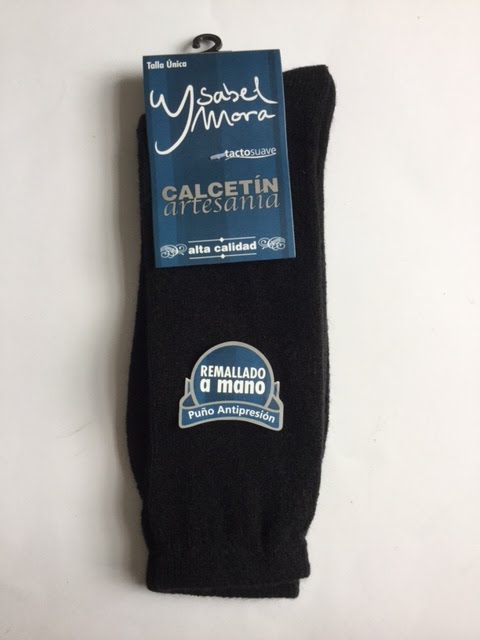 Talla Única
Ysabel
Mora
tactosuave
CALCETÍN
artesanía
alta calidad
REMALLADO
a mano
Puño Antipresión